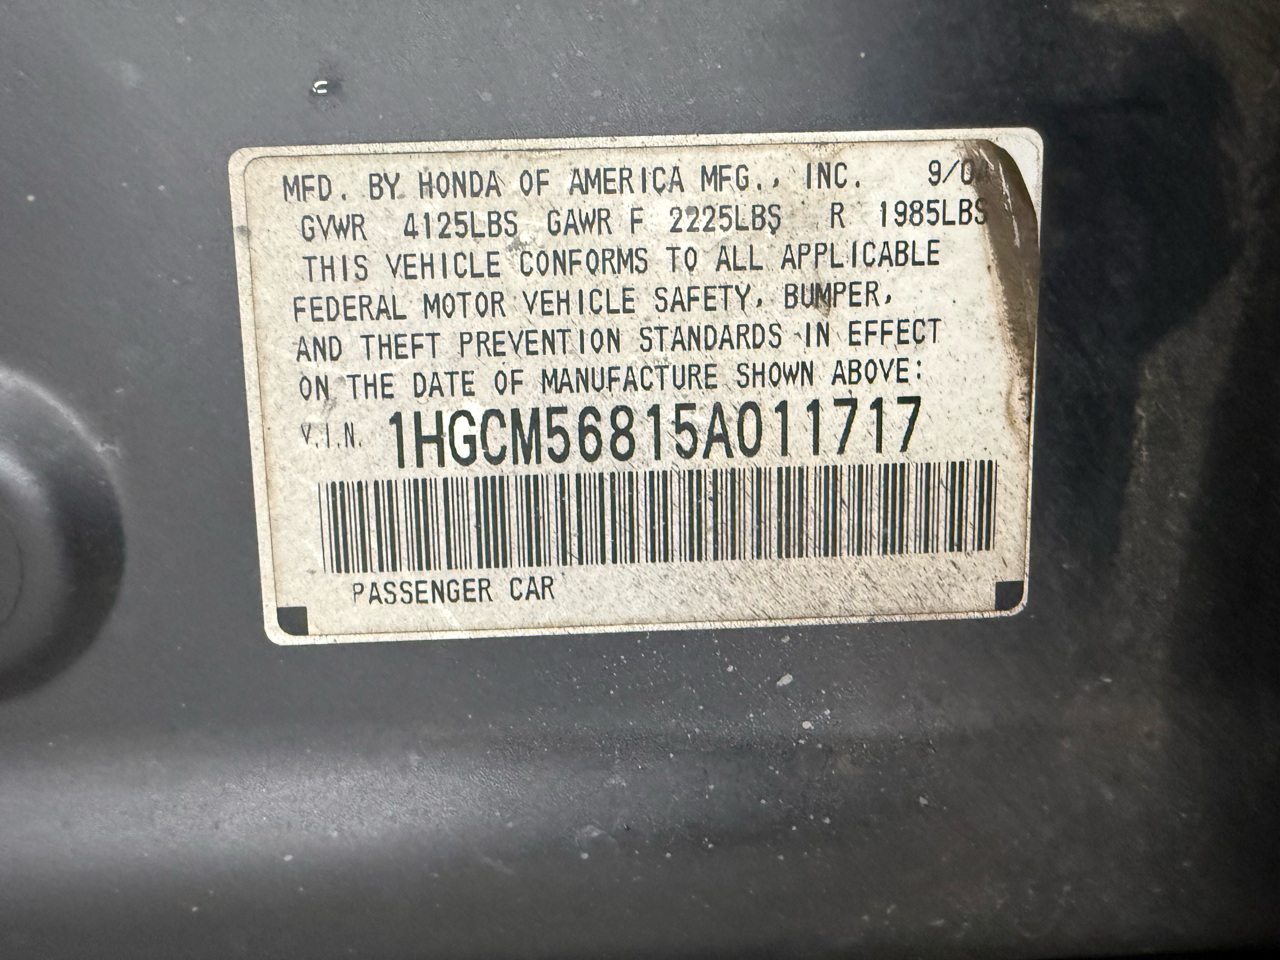 MFD. BY HONDA OF AMERICA MFG., INC.
GVWR 4125LBS GAWR F 2225LBS R 1985LBS
THIS VEHICLE CONFORMS TO ALL APPLICABLE
FEDERAL MOTOR VEHICLE SAFETY, BUMPER,
AND THEFT PREVENTION STANDARDS IN EFFECT
ON THE DATE OF MANUFACTURE SHOWN ABOVE:
V.I.N. 1HGCM56815A011717
PASSENGER CAR